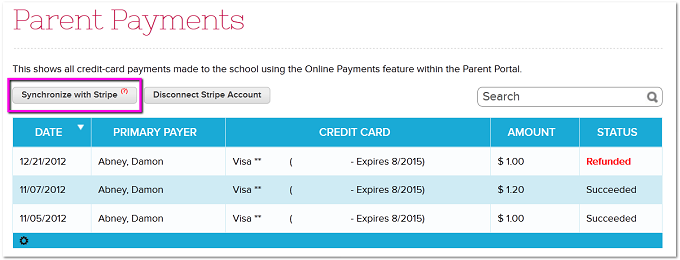 Parent Payments
This shows all credit-card payments made to the school using the Online Payments feature within the Parent Portal.
Synchronize with Stripe (?) Disconnect Stripe Account Search
DATE PRIMARY PAYER CREDIT CARD AMOUNT STATUS
12/21/2012 Abney, Damon Visa ** ( - Expires 8/2015) $ 1.00 Refunded
11/07/2012 Abney, Damon Visa ** ( - Expires 8/2015) $ 1.20 Succeeded
11/05/2012 Abney, Damon Visa ** ( - Expires 8/2015) $ 1.00 Succeeded